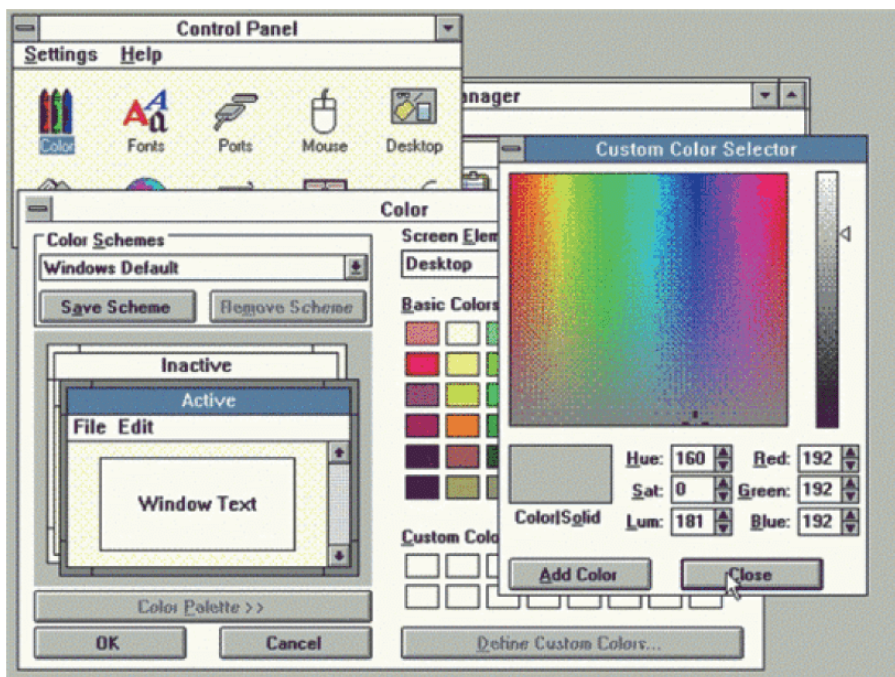 Control Panel
Settings Help
Color Fonts Ports Mouse Desktop
anager
Custom Color Selector
Color
Color Schemes
Windows Default
Save Scheme Remove Scheme
Inactive
Active
File Edit
Window Text
Color Palette >>
OK Cancel
Screen Elem
Desktop
Basic Colors
Custom Colo
Define Custom Colors...
Color|Solid
Hue: 160 Red: 192
Sat: 0 Green: 192
Lum: 181 Blue: 192
Add Color Close